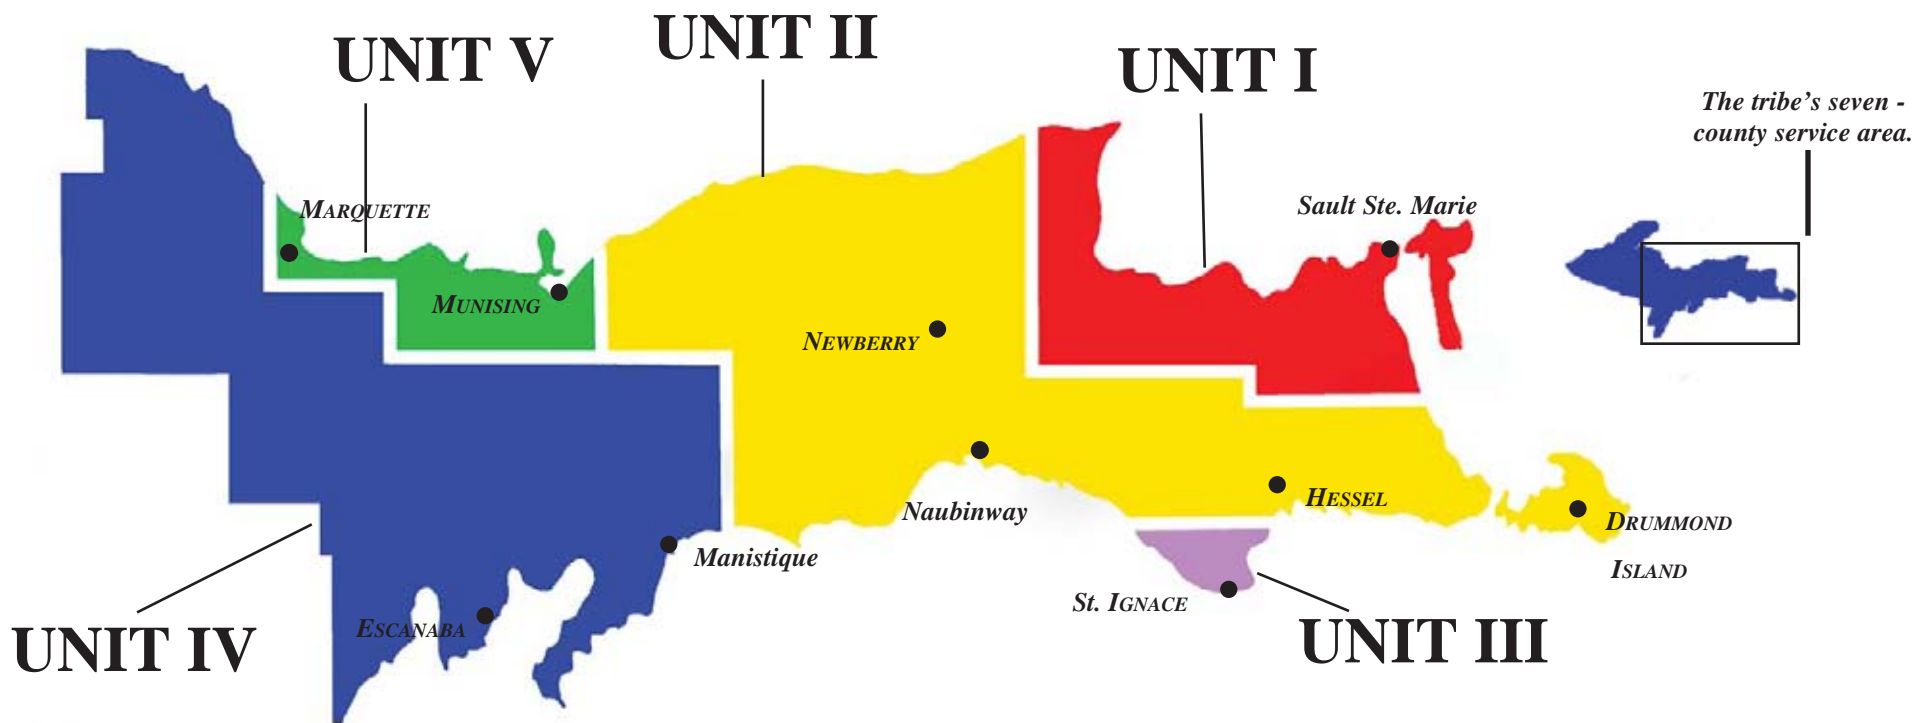 UNIT V
UNIT II
UNIT I
The tribe's seven -
county service area.
MARQUETTE
Sault Ste. Marie
MUNISING
NEWBERRY
HESSEL
Naubinway
DRUMMOND
ISLAND
Manistique
St. IGNACE
ESCANABA
UNIT IV
UNIT III